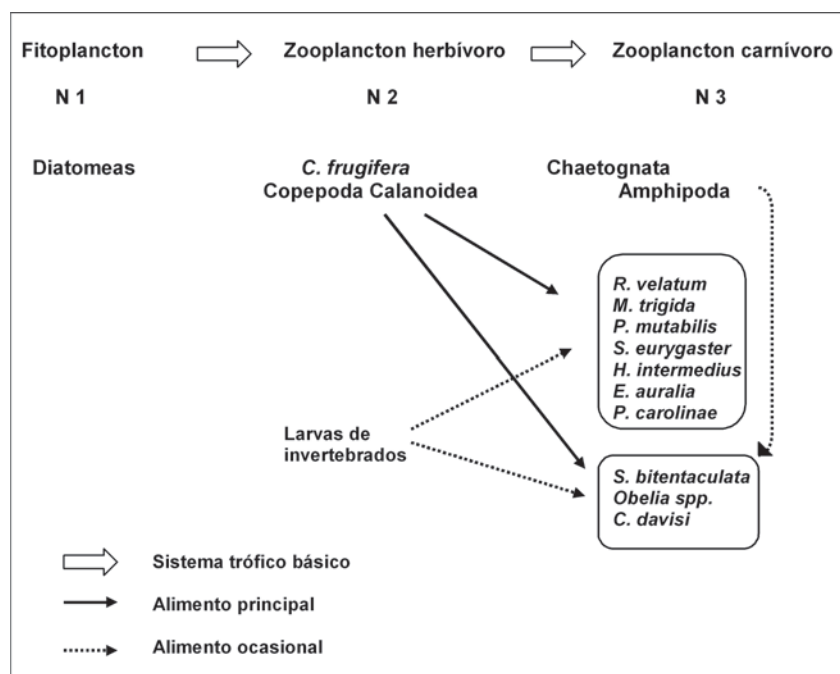 Fitoplancton
Zooplancton herbívoro
Zooplancton carnívoro
N 1
N 2
N 3
Diatomeas
C. frugifera
Copepoda Calanoidea
Chaetognata
Amphipoda
R. velatum
M. trigida
P. mutabilis
S. eurygaster
H. intermedius
E. auralia
P. carolinae
Larvas de
invertebrados
S. bitentaculata
Obelia spp.
C. davisi
Sistema trófico básico
Alimento principal
Alimento ocasional